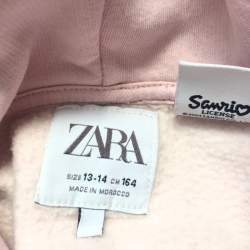 ZARA
SIZE 13-14 CM 164
MADE IN MOROCCO
Sanrio
LICENSE